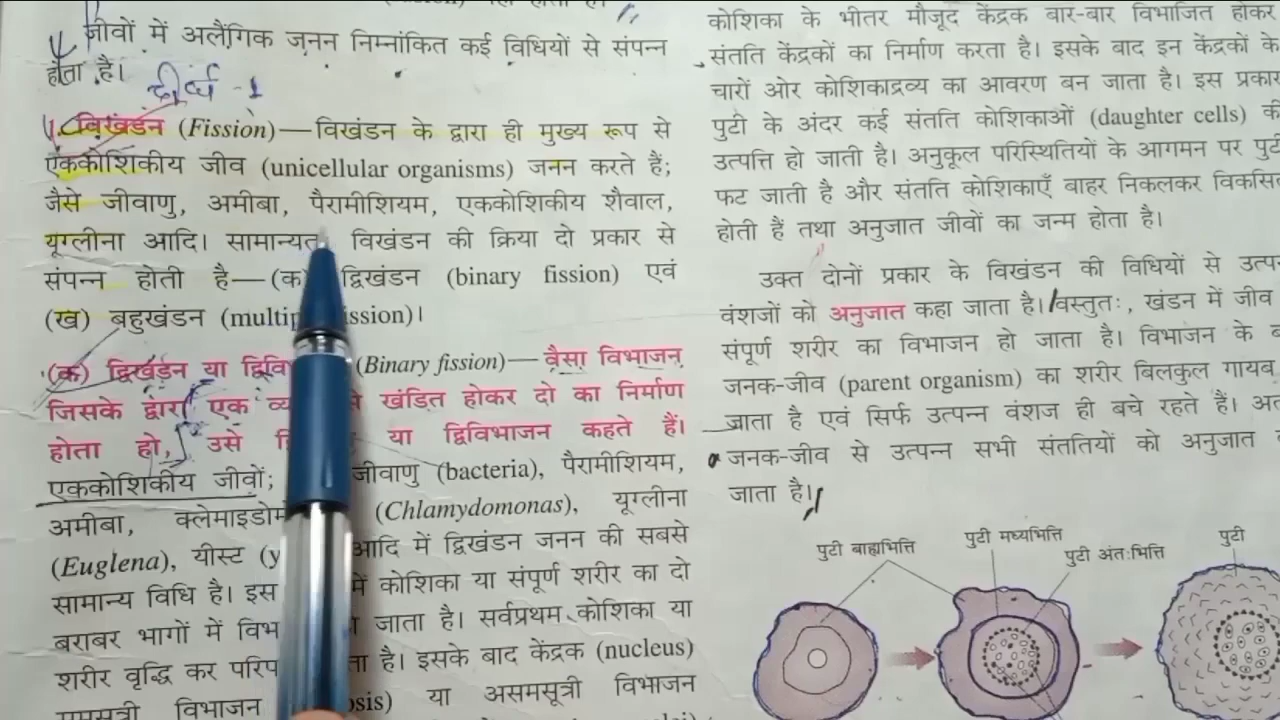 जीवों में अलैंगिक जनन निम्नांकित कई विधियों से संपन्न
होता है।
दीर्घ - 1
1. विखंडन (Fission)—विखंडन के द्वारा ही मुख्य रूप से
एककोशिकीय जीव (unicellular organisms) जनन करते हैं;
जैसे जीवाणु, अमीबा, पैरामीशियम, एककोशिकीय शैवाल,
यूग्लीना आदि। सामान्यत विखंडन की क्रिया दो प्रकार से
संपन्न होती है—(क द्विखंडन (binary fission) एवं
(ख) बहुखंडन (multip ission)।
(क) द्विखंडन या द्विवि (Binary fission)—वैसा विभाजन
जिसके द्वारा एक व्य खंडित होकर दो का निर्माण
होता हो, उसे या द्विविभाजन कहते हैं।
एककोशिकीय जीवों; जीवाणु (bacteria), पैरामीशियम,
अमीबा, क्लेमाइडोम (Chlamydomonas), यूग्लीना
(Euglena), यीस्ट (y आदि में द्विखंडन जनन की सबसे
सामान्य विधि है। इस में कोशिका या संपूर्ण शरीर का दो
बराबर भागों में विभ जाता है। सर्वप्रथम कोशिका या
शरीर वृद्धि कर परिप ता है। इसके बाद केंद्रक (nucleus)
विभाजन osis) या असमसूत्री विभाजन
कोशिका के भीतर मौजूद केंद्रक बार-बार विभाजित होकर
संतति केंद्रकों का निर्माण करता है। इसके बाद इन केंद्रकों के
चारों ओर कोशिकाद्रव्य का आवरण बन जाता है। इस प्रकार
पुटी के अंदर कई संतति कोशिकाओं (daughter cells) की
उत्पत्ति हो जाती है। अनुकूल परिस्थितियों के आगमन पर पुटी
फट जाती है और संतति कोशिकाएँ बाहर निकलकर विकसित
होती हैं तथा अनुजात जीवों का जन्म होता है।
उक्त दोनों प्रकार के विखंडन की विधियों से उत्पन
वंशजों को अनुजात कहा जाता है। वस्तुतः, खंडन में जीव
संपूर्ण शरीर का विभाजन हो जाता है। विभाजन के
जनक-जीव (parent organism) का शरीर बिलकुल गायब
जाता है एवं सिर्फ उत्पन्न वंशज ही बचे रहते हैं। अत
जनक-जीव से उत्पन्न सभी संततियों को अनुजात
जाता है।
पुटी बाह्यभित्ति
पुटी मध्यभित्ति
पुटी अंतःभित्ति
पुटी